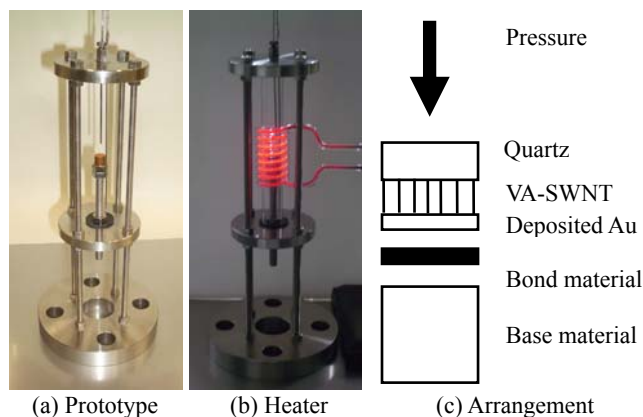 Pressure
Quartz
VA-SWNT
Deposited Au
Bond material
Base material
(a) Prototype
(b) Heater
(c) Arrangement